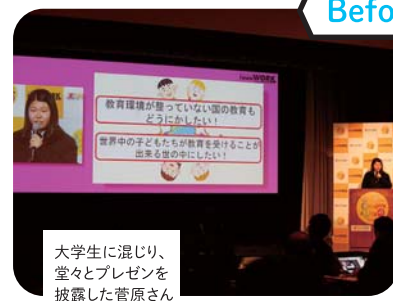 Befo
TeamWORK
教育環境が整っていない国の教育も
どうにかしたい！
世界中の子どもたちが教育を受けることが
出来る世の中にしたい！
大学生に混じり、
堂々とプレゼンを
披露した菅原さん